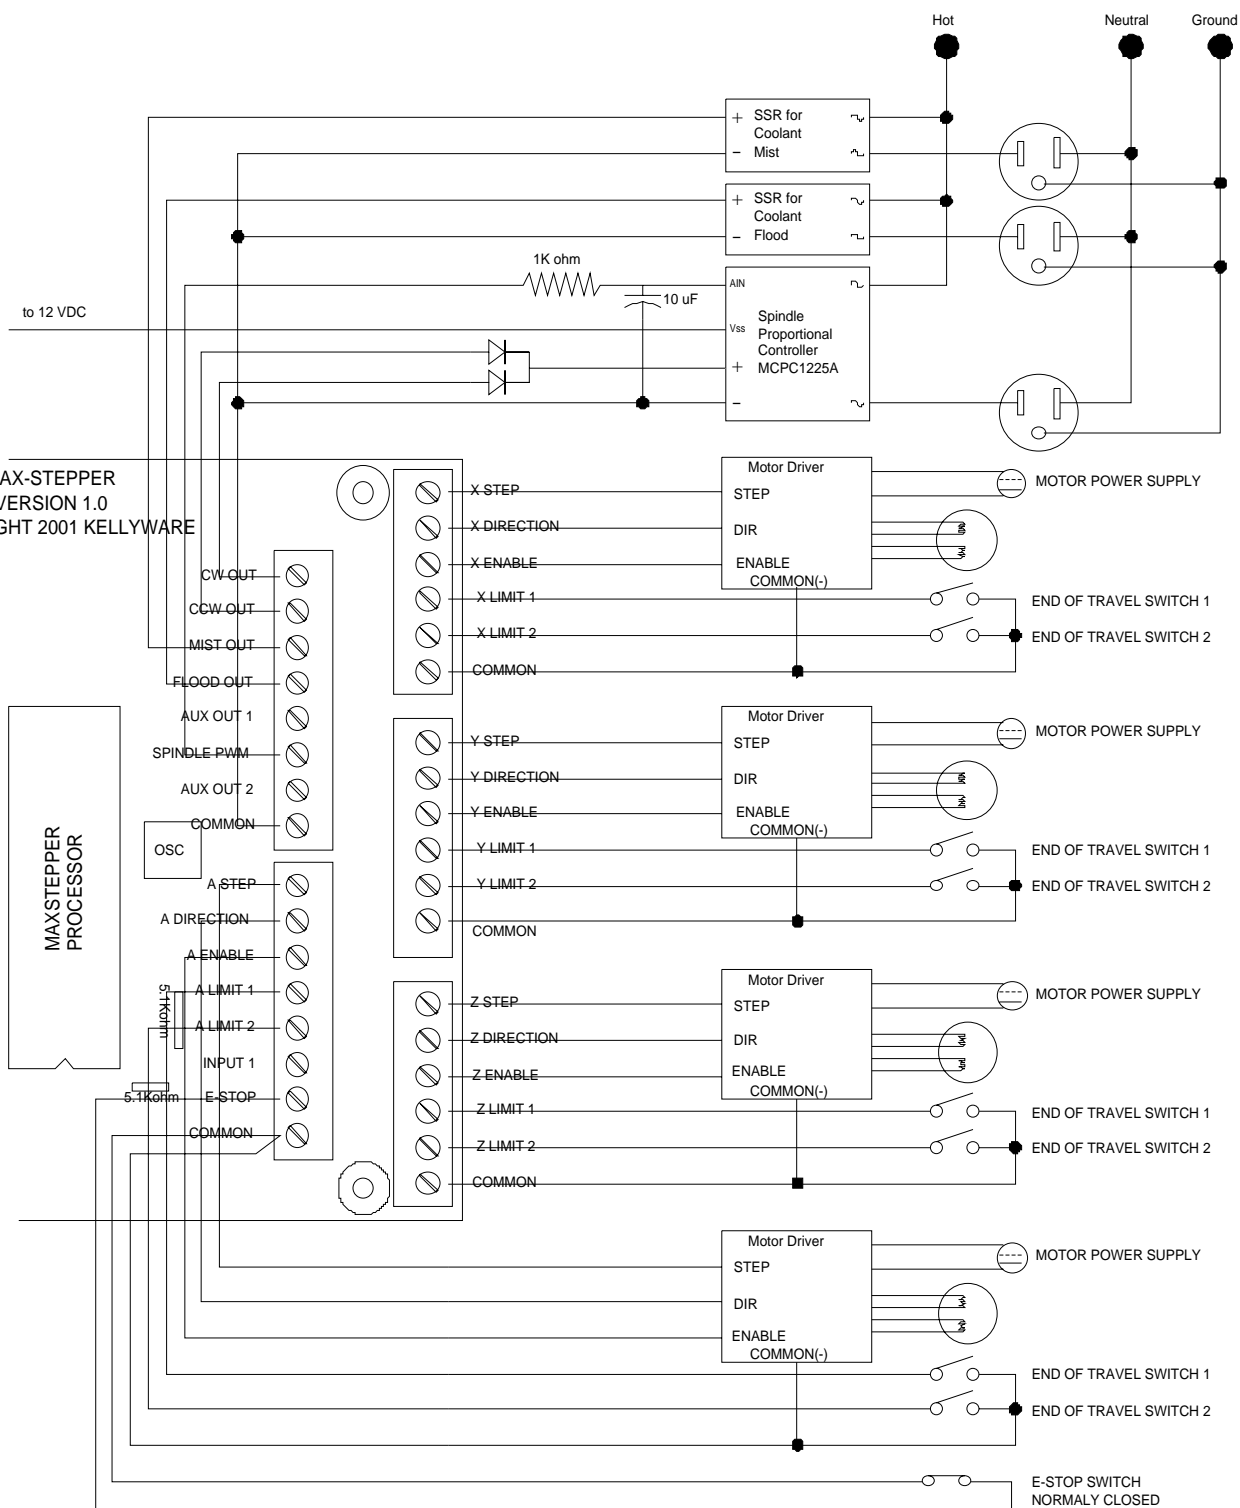 Hot
Neutral
Ground
+ SSR for
Coolant
- Mist
+ SSR for
Coolant
- Flood
1K ohm
10 uF
to 12 VDC
AIN
Vss
Spindle
Proportional
Controller
+ MCPC1225A
-
AX-STEPPER
VERSION 1.0
GHT 2001 KELLYWARE
CW OUT
CCW OUT
MIST OUT
FLOOD OUT
AUX OUT 1
SPINDLE PWM
AUX OUT 2
COMMON
OSC
MAXSTEPPER
PROCESSOR
A STEP
A DIRECTION
A ENABLE
A LIMIT 1
A LIMIT 2
INPUT 1
E-STOP
COMMON
5.1Kohm
5.1Kohm
X STEP
X DIRECTION
X ENABLE
X LIMIT 1
X LIMIT 2
COMMON
Motor Driver
STEP
DIR
ENABLE
COMMON(-)
MOTOR POWER SUPPLY
END OF TRAVEL SWITCH 1
END OF TRAVEL SWITCH 2
Y STEP
Y DIRECTION
Y ENABLE
Y LIMIT 1
Y LIMIT 2
COMMON
Motor Driver
STEP
DIR
ENABLE
COMMON(-)
MOTOR POWER SUPPLY
END OF TRAVEL SWITCH 1
END OF TRAVEL SWITCH 2
Z STEP
Z DIRECTION
Z ENABLE
Z LIMIT 1
Z LIMIT 2
COMMON
Motor Driver
STEP
DIR
ENABLE
COMMON(-)
MOTOR POWER SUPPLY
END OF TRAVEL SWITCH 1
END OF TRAVEL SWITCH 2
Motor Driver
STEP
DIR
ENABLE
COMMON(-)
MOTOR POWER SUPPLY
END OF TRAVEL SWITCH 1
END OF TRAVEL SWITCH 2
E-STOP SWITCH
NORMALY CLOSED